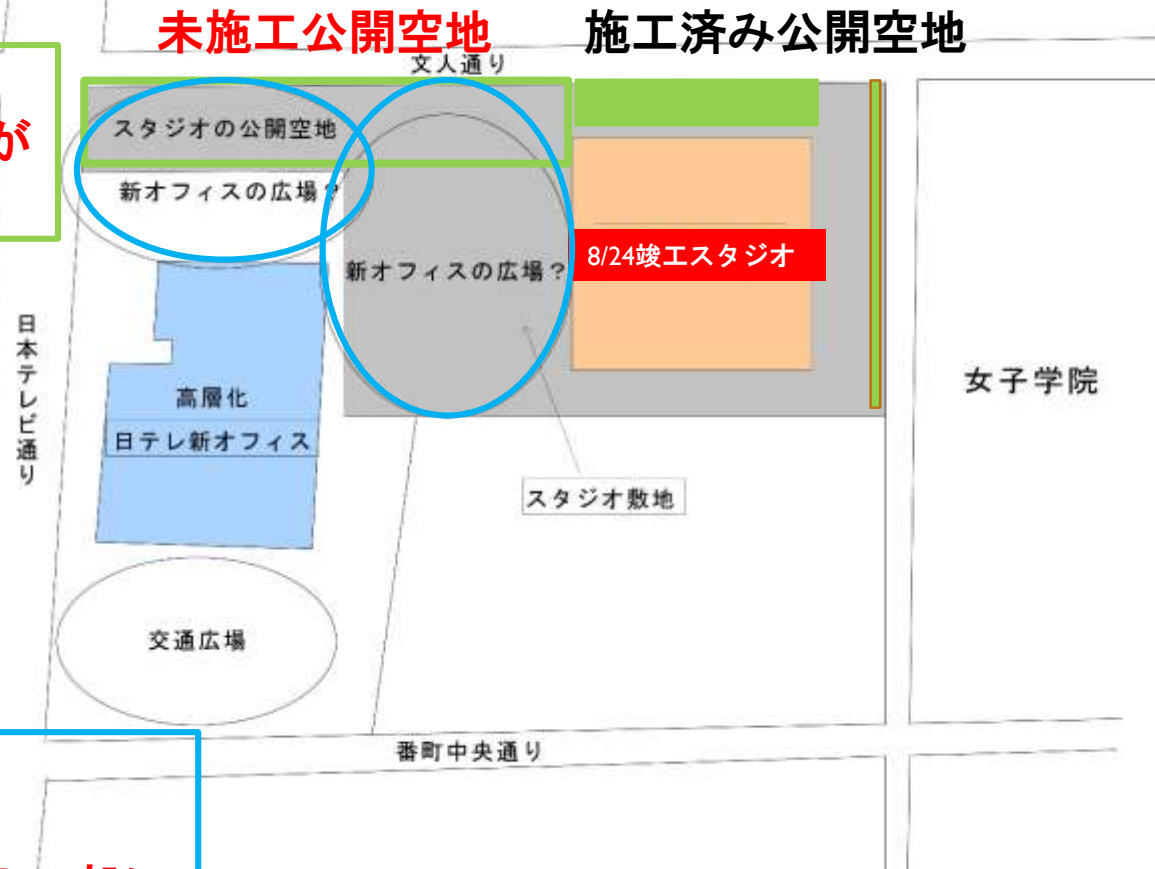 未施工公開空地 施工済み公開空地
文人通り
が
スタジオの公開空地
新オフィスの広場?
新オフィスの広場?
8/24竣工スタジオ
日本テレビ通り
高層化
日テレ新オフィス
女子学院
スタジオ敷地
交通広場
番町中央通り